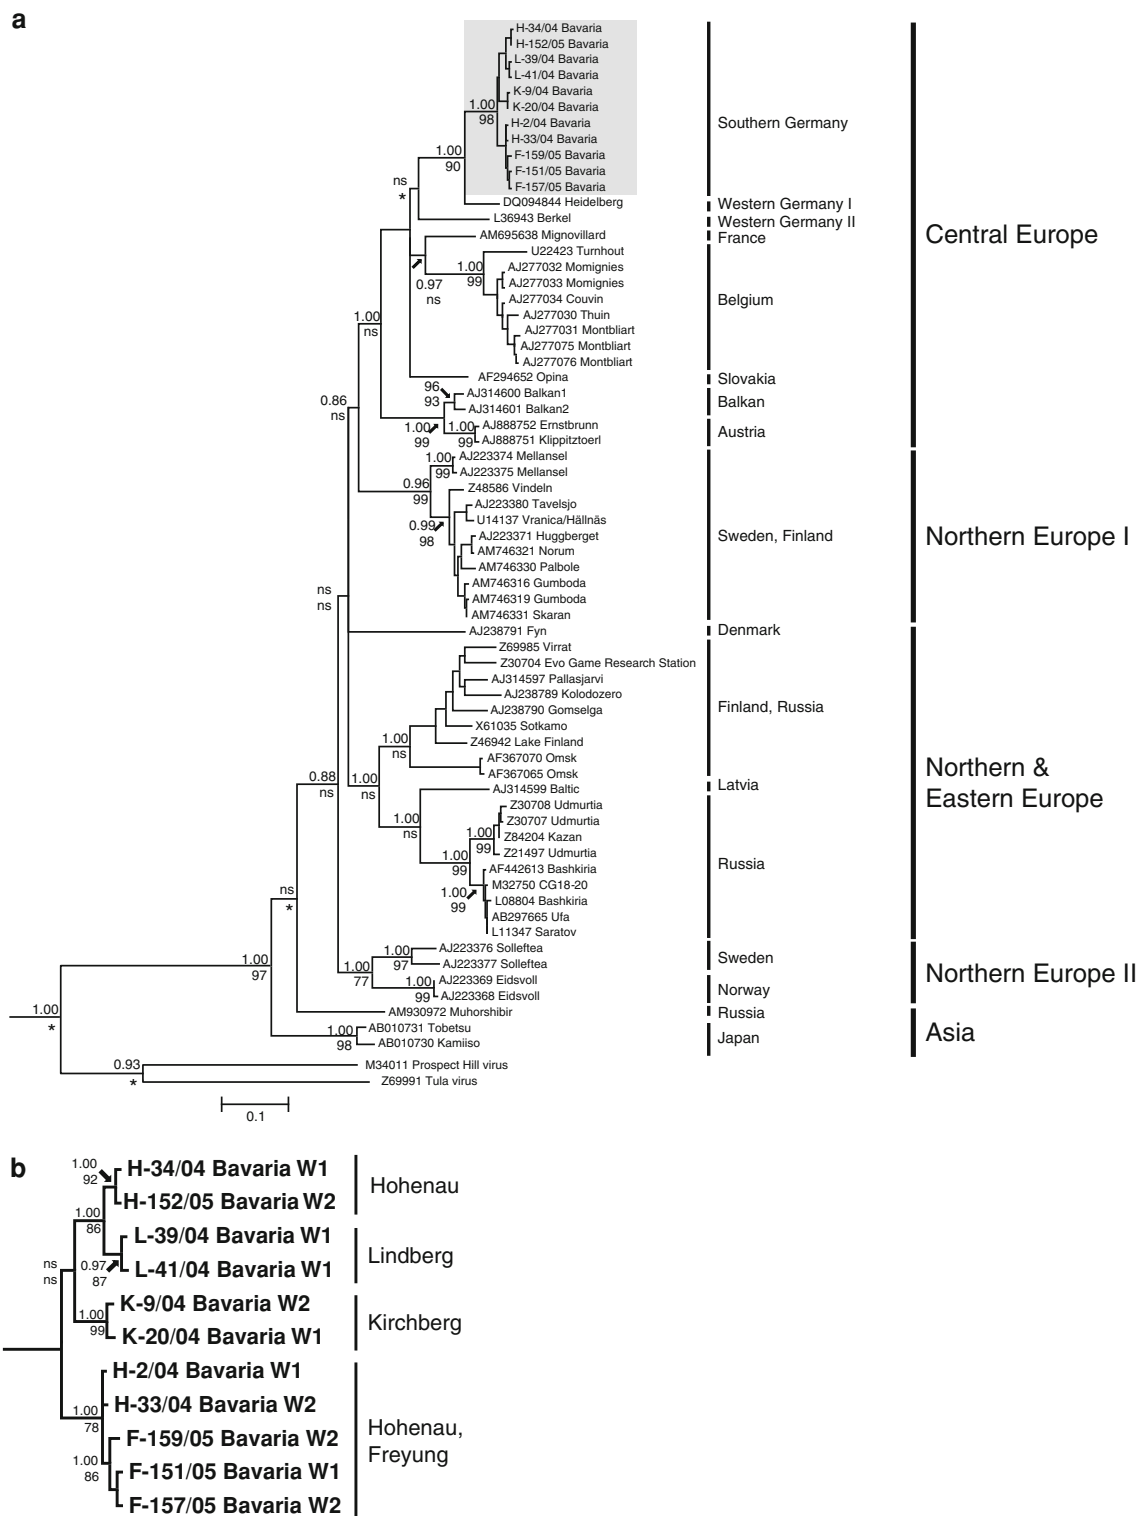 a
H-34/04 Bavaria
H-152/05 Bavaria
L-39/04 Bavaria
L-41/04 Bavaria
K-9/04 Bavaria
K-20/04 Bavaria
H-2/04 Bavaria
H-33/04 Bavaria
F-159/05 Bavaria
F-151/05 Bavaria
F-157/05 Bavaria
DQ094844 Heidelberg
L36943 Berkel
AM695638 Mignovillard
U22423 Turnhout
AJ277032 Momignies
AJ277033 Momignies
AJ277034 Couvin
AJ277030 Thuin
AJ277031 Montbliart
AJ277075 Montbliart
AJ277076 Montbliart
AF294652 Opina
AJ314600 Balkan1
AJ314601 Balkan2
AJ888752 Ernstbrunn
AJ888751 Klippitztoerl
AJ223374 Mellansel
AJ223375 Mellansel
Z48586 Vindeln
AJ223380 Tavelsjo
U14137 Vranica/Hällnäs
AJ223371 Huggberget
AM746321 Norum
AM746330 Palbole
AM746316 Gumboda
AM746319 Gumboda
AM746331 Skaran
AJ238791 Fyn
Z69985 Virrat
Z30704 Evo Game Research Station
AJ314597 Pallasjarvi
AJ238789 Kolodozero
AJ238790 Gomselga
X61035 Sotkamo
Z46942 Lake Finland
AF367070 Omsk
AF367065 Omsk
AJ314599 Baltic
Z30708 Udmurtia
Z30707 Udmurtia
Z84204 Kazan
Z21497 Udmurtia
AF442613 Bashkiria
M32750 CG18-20
L08804 Bashkiria
AB297665 Ufa
L11347 Saratov
AJ223376 Solleftea
AJ223377 Solleftea
AJ223369 Eidsvoll
AJ223368 Eidsvoll
AM930972 Muhorshibir
AB010731 Tobetsu
AB010730 Kamiiso
M34011 Prospect Hill virus
Z69991 Tula virus
1.00
98
1.00
90
ns
*
0.97
ns
1.00
99
1.00
ns
96
93
1.00
99
1.00
99
0.86
ns
1.00
99
0.96
99
0.99
98
ns
ns
1.00
ns
0.88
ns
1.00
ns
1.00
ns
1.00
99
1.00
99
1.00
99
ns
*
1.00
97
1.00
97
1.00
77
1.00
99
1.00
*
1.00
98
0.93
*
0.1
Southern Germany
Western Germany I
Western Germany II
France
Belgium
Slovakia
Balkan
Austria
Sweden, Finland
Denmark
Finland, Russia
Latvia
Russia
Sweden
Norway
Russia
Japan
Central Europe
Northern Europe I
Northern &
Eastern Europe
Northern Europe II
Asia
b
H-34/04 Bavaria W1
H-152/05 Bavaria W2
L-39/04 Bavaria W1
L-41/04 Bavaria W1
K-9/04 Bavaria W2
K-20/04 Bavaria W1
H-2/04 Bavaria W1
H-33/04 Bavaria W2
F-159/05 Bavaria W2
F-151/05 Bavaria W1
F-157/05 Bavaria W2
1.00
92
1.00
86
0.97
87
ns
ns
1.00
99
1.00
78
1.00
86
Hohenau
Lindberg
Kirchberg
Hohenau,
Freyung